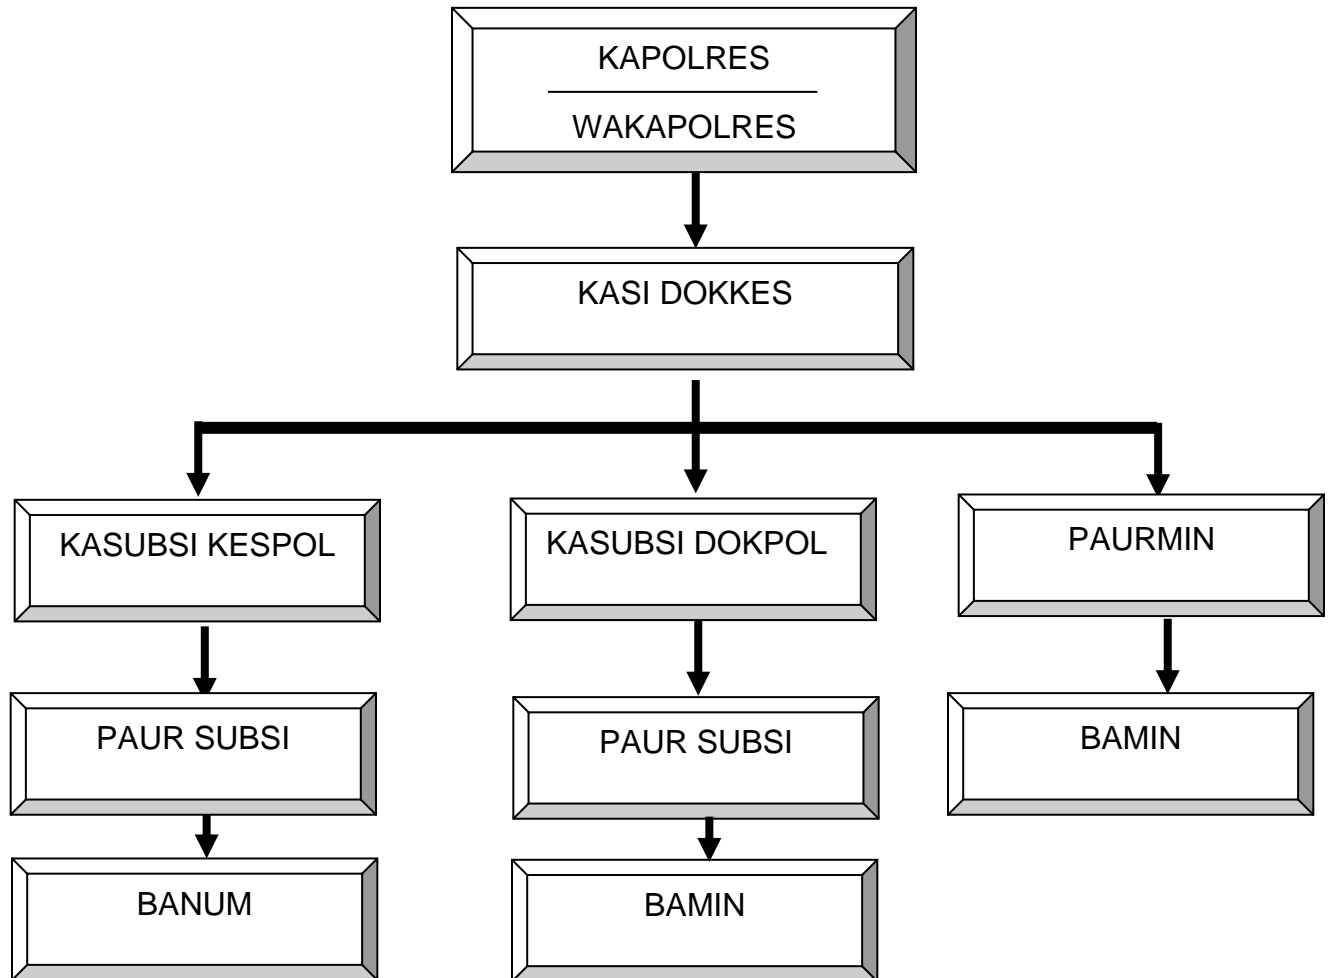 KAPOLRES
WAKAPOLRES
KASI DOKKES
KASUBSI KESPOL
KASUBSI DOKPOL
PAURMIN
PAUR SUBSI
PAUR SUBSI
BAMIN
BANUM
BAMIN